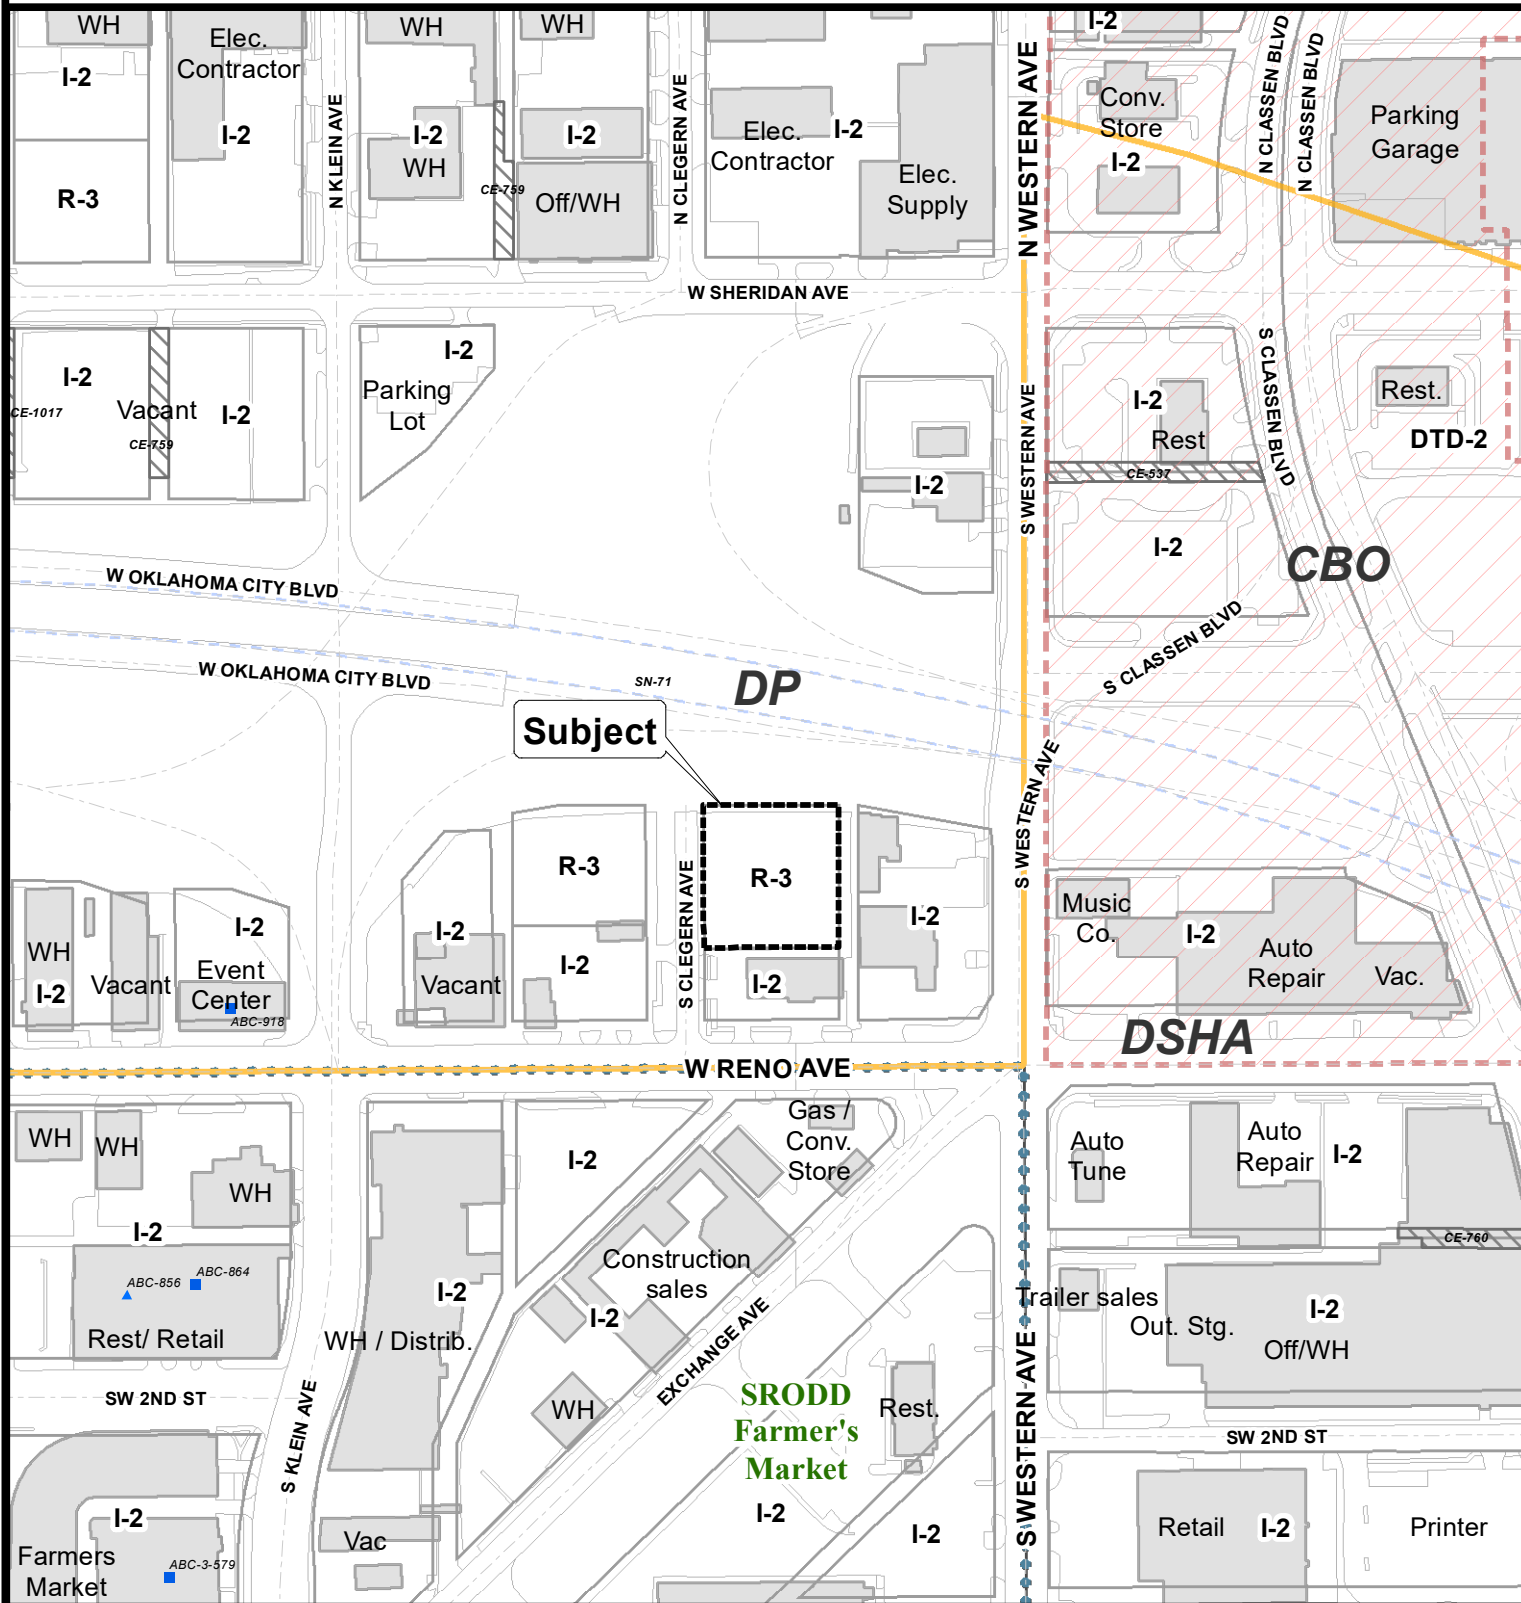 WH
Elec.
Contractor
WH
WH
I-2
I-2
I-2
WH
I-2
I-2
N KLEIN AVE
N CLEGERN AVE
Elec.
Contractor
I-2
Elec.
Supply
N WESTERN AVE
Conv.
Store
I-2
N CLASSEN BLVD
N CLASSEN BLVD
Parking
Garage
R-3
CE-759
Off/WH
W SHERIDAN AVE
I-2
CE-1017
Vacant
CE-759
I-2
I-2
Parking
Lot
I-2
S WESTERN AVE
I-2
Rest
CE-537
S CLASSEN BLVD
Rest.
DTD-2
I-2
CBO
W OKLAHOMA CITY BLVD
W OKLAHOMA CITY BLVD
SN-71
DP
S CLASSEN BLVD
Subject
S WESTERN AVE
R-3
R-3
S CLEGERN AVE
WH
I-2
Vacant
I-2
Event
Center
ABC-918
I-2
Vacant
I-2
I-2
I-2
Music
Co.
I-2
Auto
Repair
Vac.
DSHA
W RENO AVE
WH
WH
WH
I-2
I-2
Gas /
Conv.
Store
Auto
Tune
Auto
Repair
I-2
CE-760
ABC-856
ABC-864
Rest/ Retail
I-2
WH / Distrib.
Construction
sales
I-2
Trailer sales
Out. Stg.
I-2
Off/WH
SW 2ND ST
S KLEIN AVE
WH
EXCHANGE AVE
SRODD
Farmer's
Market
Rest.
S WESTERN AVE
SW 2ND ST
I-2
I-2
I-2
Vac
Farmers
Market
ABC-3-579
Retail
I-2
Printer